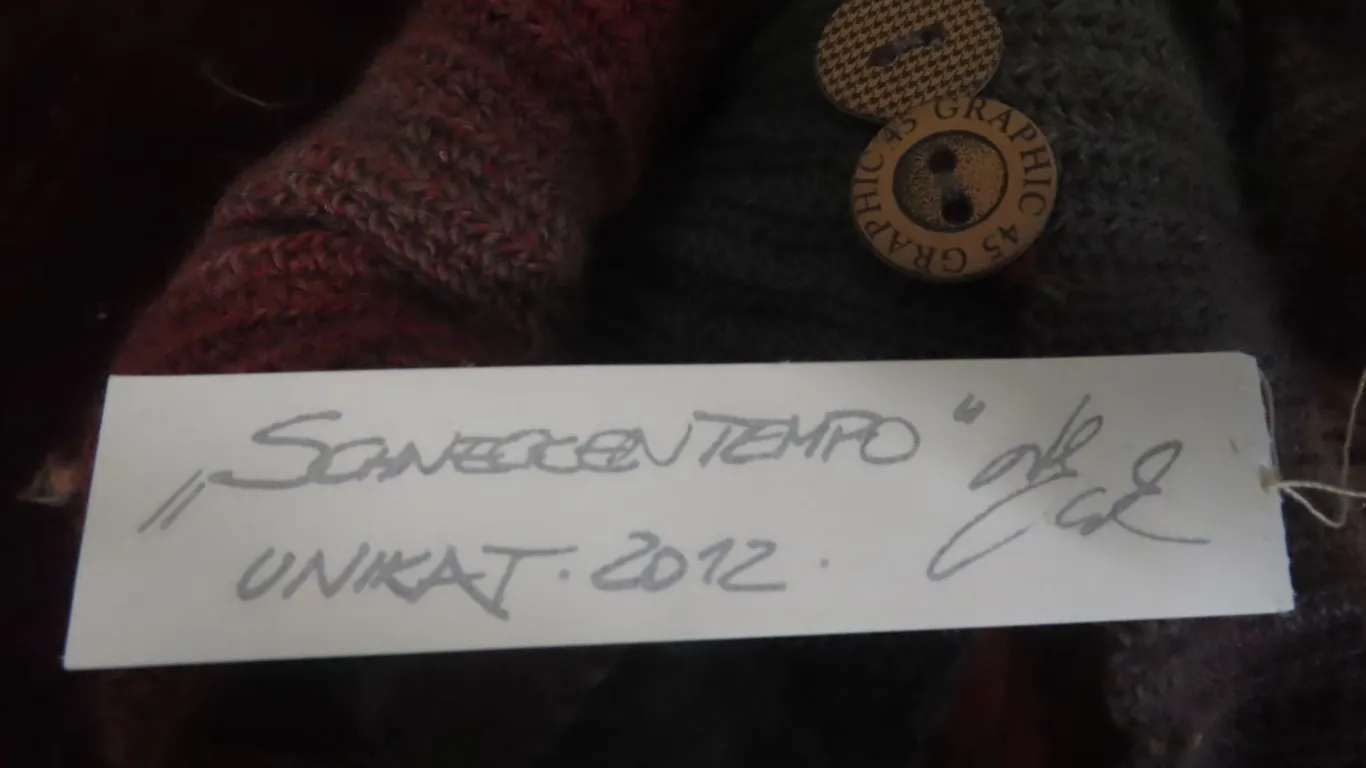 GRAPHIC 45 GRAPHIC 45
„SCHNECKENTEMPO“
UNIKAT · 2012 ·